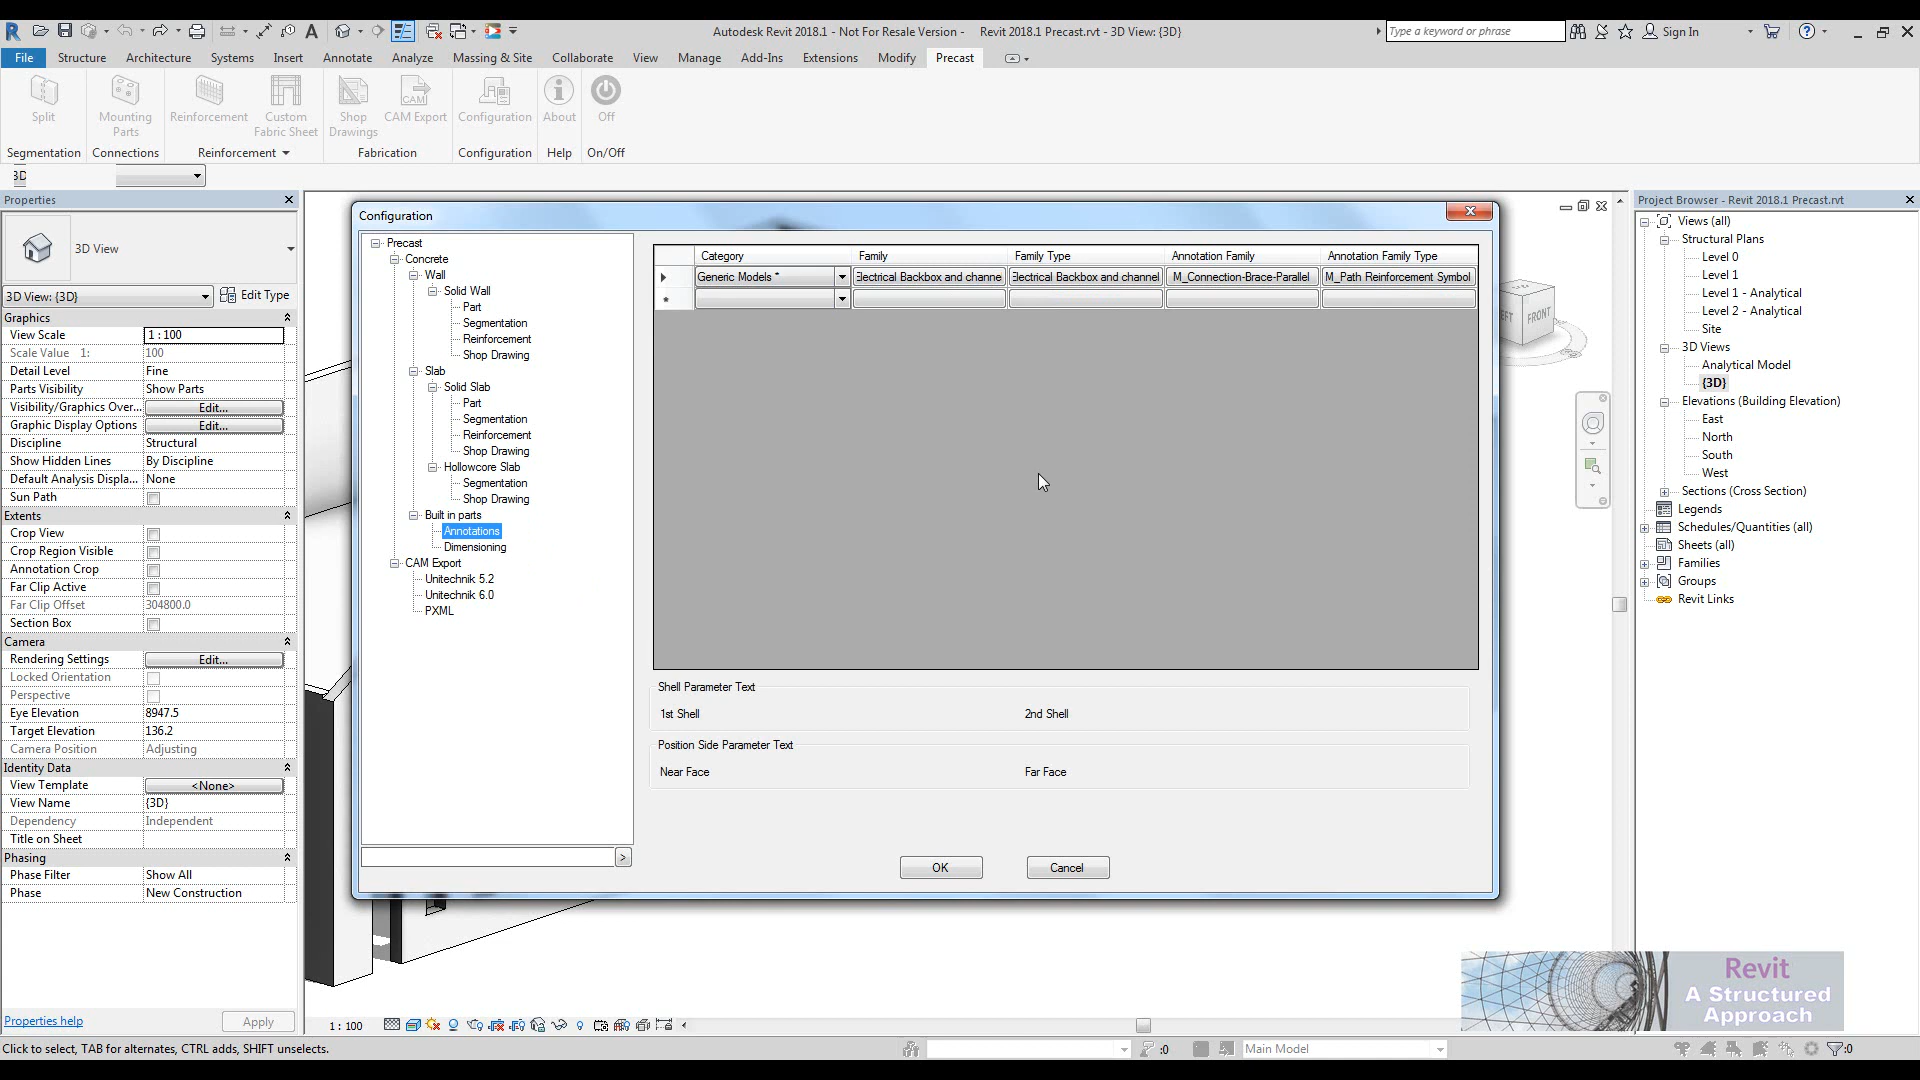 Autodesk Revit 2018.1 - Not For Resale Version - Revit 2018.1 Precast.rvt - 3D View: {3D}
Type a keyword or phrase
Sign In
File Structure Architecture Systems Insert Annotate Analyze Massing & Site Collaborate View Manage Add-Ins Extensions Modify Precast
Split
Mounting Parts
Reinforcement
Custom Fabric Sheet
Shop Drawings
CAM
CAM Export
Configuration
About
Off
Segmentation Connections Reinforcement Fabrication Configuration Help On/Off
3D
Properties
3D View
3D View: {3D}
Edit Type
Graphics
View Scale 1 : 100
Scale Value 1: 100
Detail Level Fine
Parts Visibility Show Parts
Visibility/Graphics Over... Edit...
Graphic Display Options Edit...
Discipline Structural
Show Hidden Lines By Discipline
Default Analysis Displa... None
Sun Path
Extents
Crop View
Crop Region Visible
Annotation Crop
Far Clip Active
Far Clip Offset 304800.0
Section Box
Camera
Rendering Settings Edit...
Locked Orientation
Perspective
Eye Elevation 8947.5
Target Elevation 136.2
Camera Position Adjusting
Identity Data
View Template <None>
View Name {3D}
Dependency Independent
Title on Sheet
Phasing
Phase Filter Show All
Phase New Construction
Properties help
Apply
Configuration
Precast
Concrete
Wall
Solid Wall
Part
Segmentation
Reinforcement
Shop Drawing
Slab
Solid Slab
Part
Segmentation
Reinforcement
Shop Drawing
Hollowcore Slab
Segmentation
Shop Drawing
Built in parts
Annotations
Dimensioning
CAM Export
Unitechnik 5.2
Unitechnik 6.0
PXML
>
Category Family Family Type Annotation Family Annotation Family Type
Generic Models * Electrical Backbox and channe Electrical Backbox and channel M_Connection-Brace-Parallel M_Path Reinforcement Symbol
*
Shell Parameter Text
1st Shell 2nd Shell
Position Side Parameter Text
Near Face Far Face
OK Cancel
FRONT
Project Browser - Revit 2018.1 Precast.rvt
Views (all)
Structural Plans
Level 0
Level 1
Level 1 - Analytical
Level 2 - Analytical
Site
3D Views
Analytical Model
{3D}
Elevations (Building Elevation)
East
North
South
West
Sections (Cross Section)
Legends
Schedules/Quantities (all)
Sheets (all)
Families
Groups
Revit Links
Revit
A Structured
Approach
1 : 100
Click to select, TAB for alternates, CTRL adds, SHIFT unselects.
:0
Main Model
:0